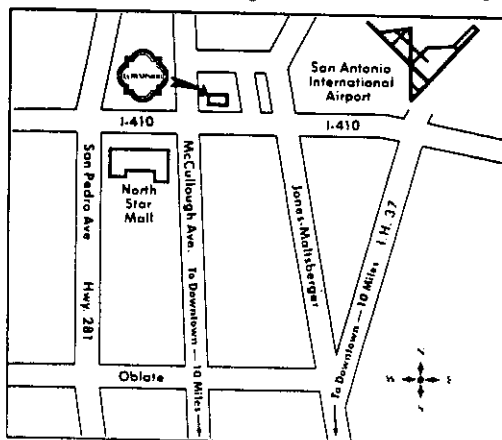 San Antonio
International
Airport
I-410
I-410
San Pedro Ave
Hwy. 281
North
Star
Mall
McCullough Ave. To Downtown — 10 Miles
Jones-Maltsberger
To Downtown — 10 Miles I.H. 37
Oblate